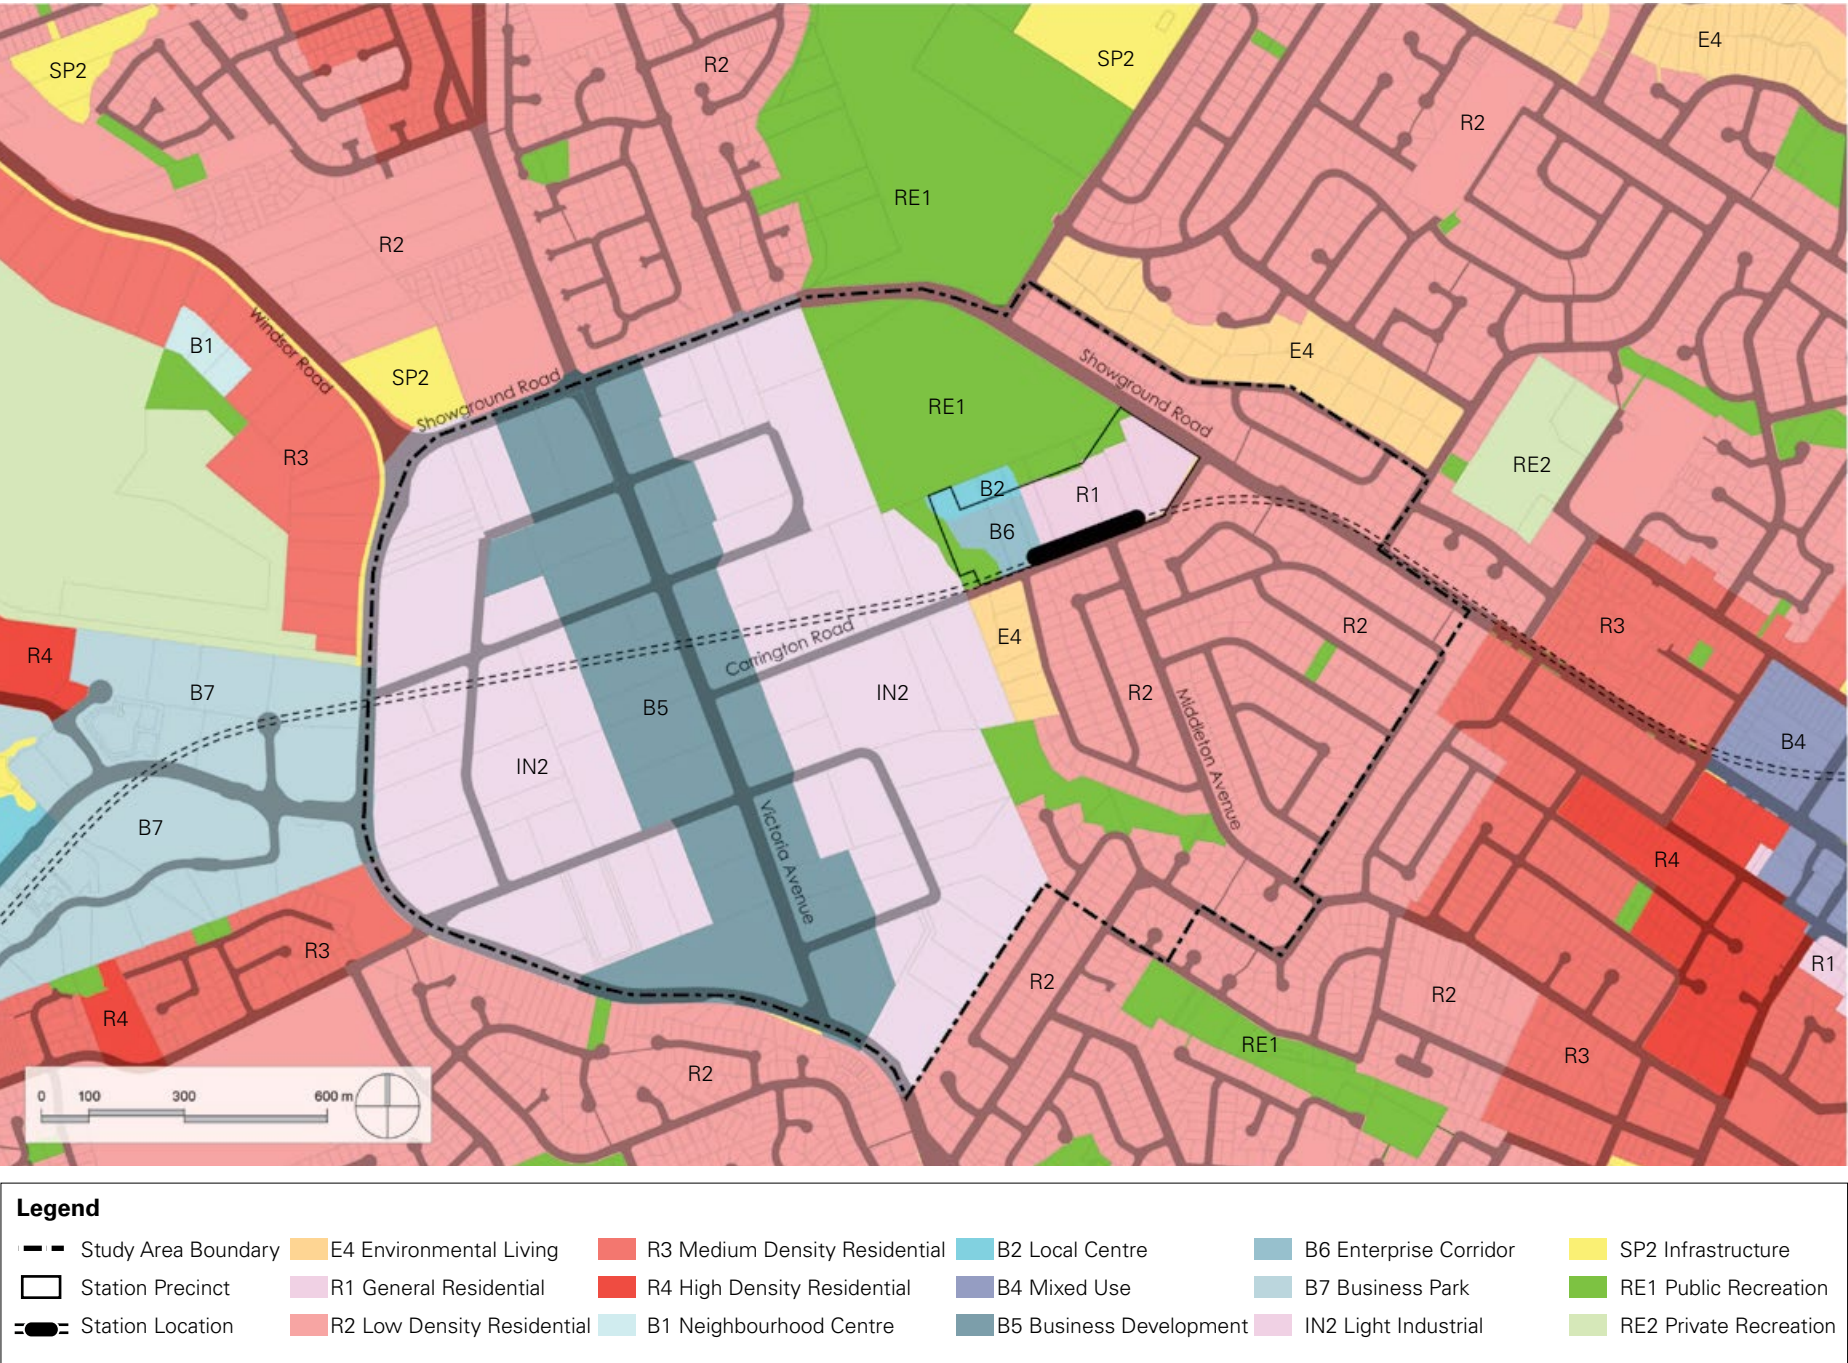 E4
SP2
SP2
R2
R2
RE1
R2
Windsor Road
B1
SP2
Showground Road
Showground Road
E4
RE1
R3
RE2
B2
R1
B6
R4
B7
Carrington Road
E4
R2
R3
R2
IN2
B5
IN2
Middleton Avenue
B4
B7
Victoria Avenue
R4
R3
R2
R2
R1
R4
RE1
R3
R2
0 100 300 600 m
Legend
Study Area Boundary
Station Precinct
Station Location
E4 Environmental Living
R1 General Residential
R2 Low Density Residential
R3 Medium Density Residential
R4 High Density Residential
B1 Neighbourhood Centre
B2 Local Centre
B4 Mixed Use
B5 Business Development
B6 Enterprise Corridor
B7 Business Park
IN2 Light Industrial
SP2 Infrastructure
RE1 Public Recreation
RE2 Private Recreation